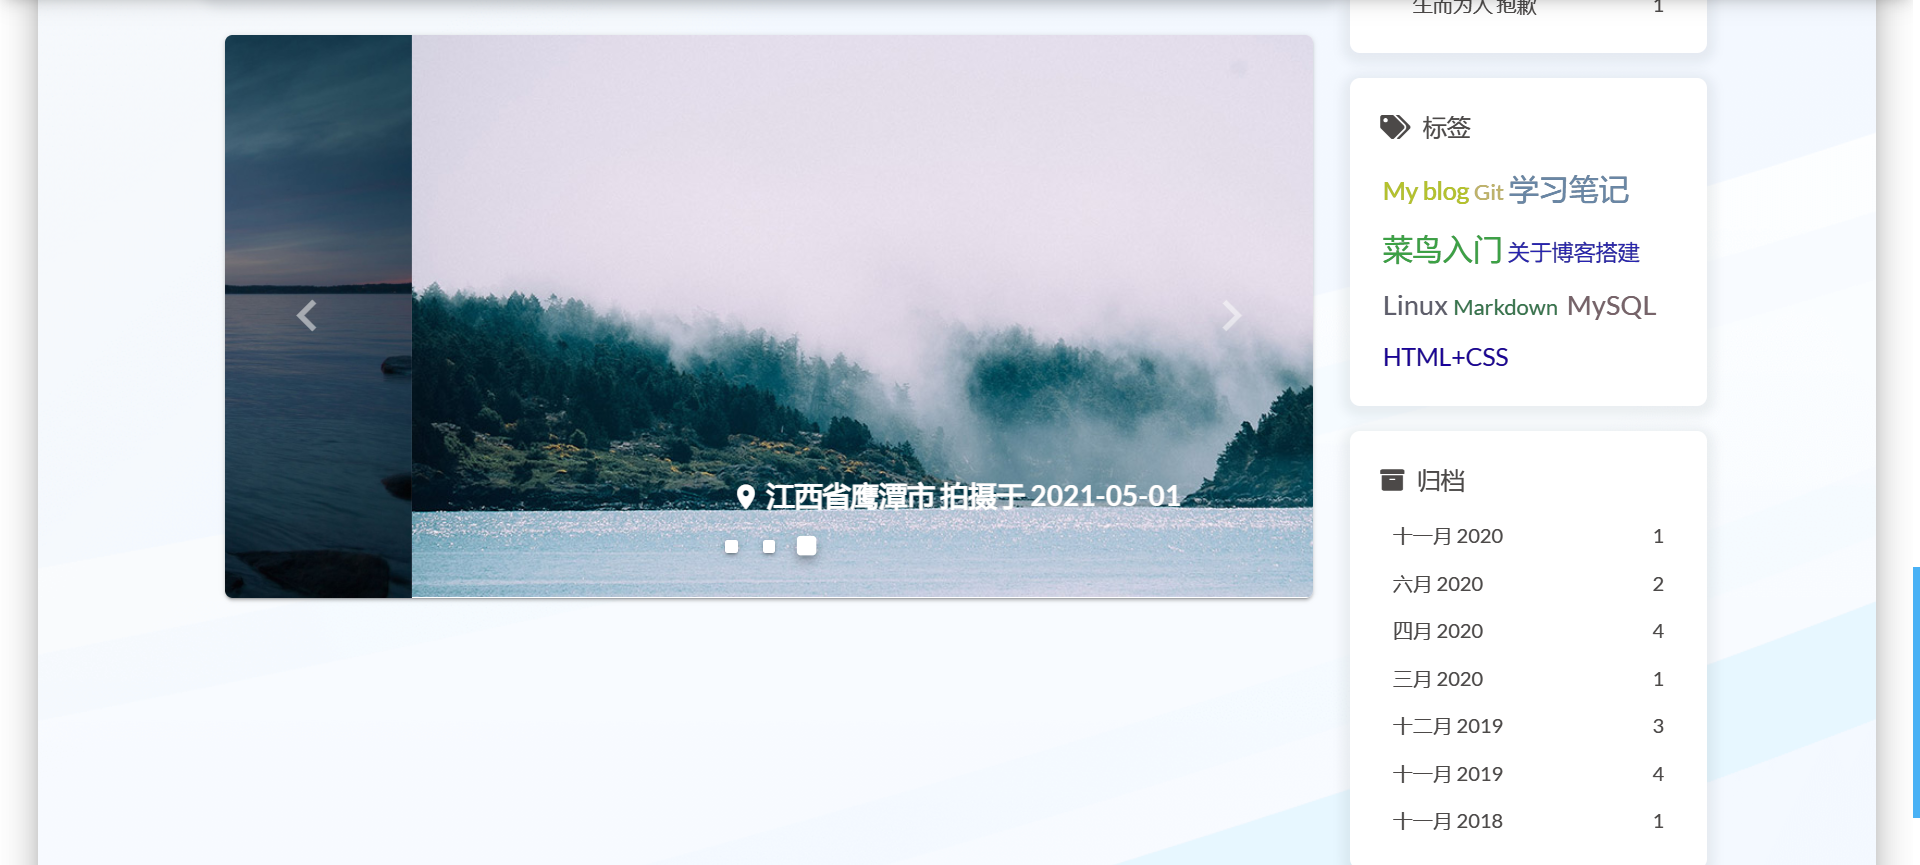 江西省鹰潭市 拍摄于 2021-05-01
生而为人 抱歉 1
标签
My blog Git 学习笔记
菜鸟入门 关于博客搭建
Linux Markdown MySQL
HTML+CSS
归档
十一月 2020 1
六月 2020 2
四月 2020 4
三月 2020 1
十二月 2019 3
十一月 2019 4
十一月 2018 1